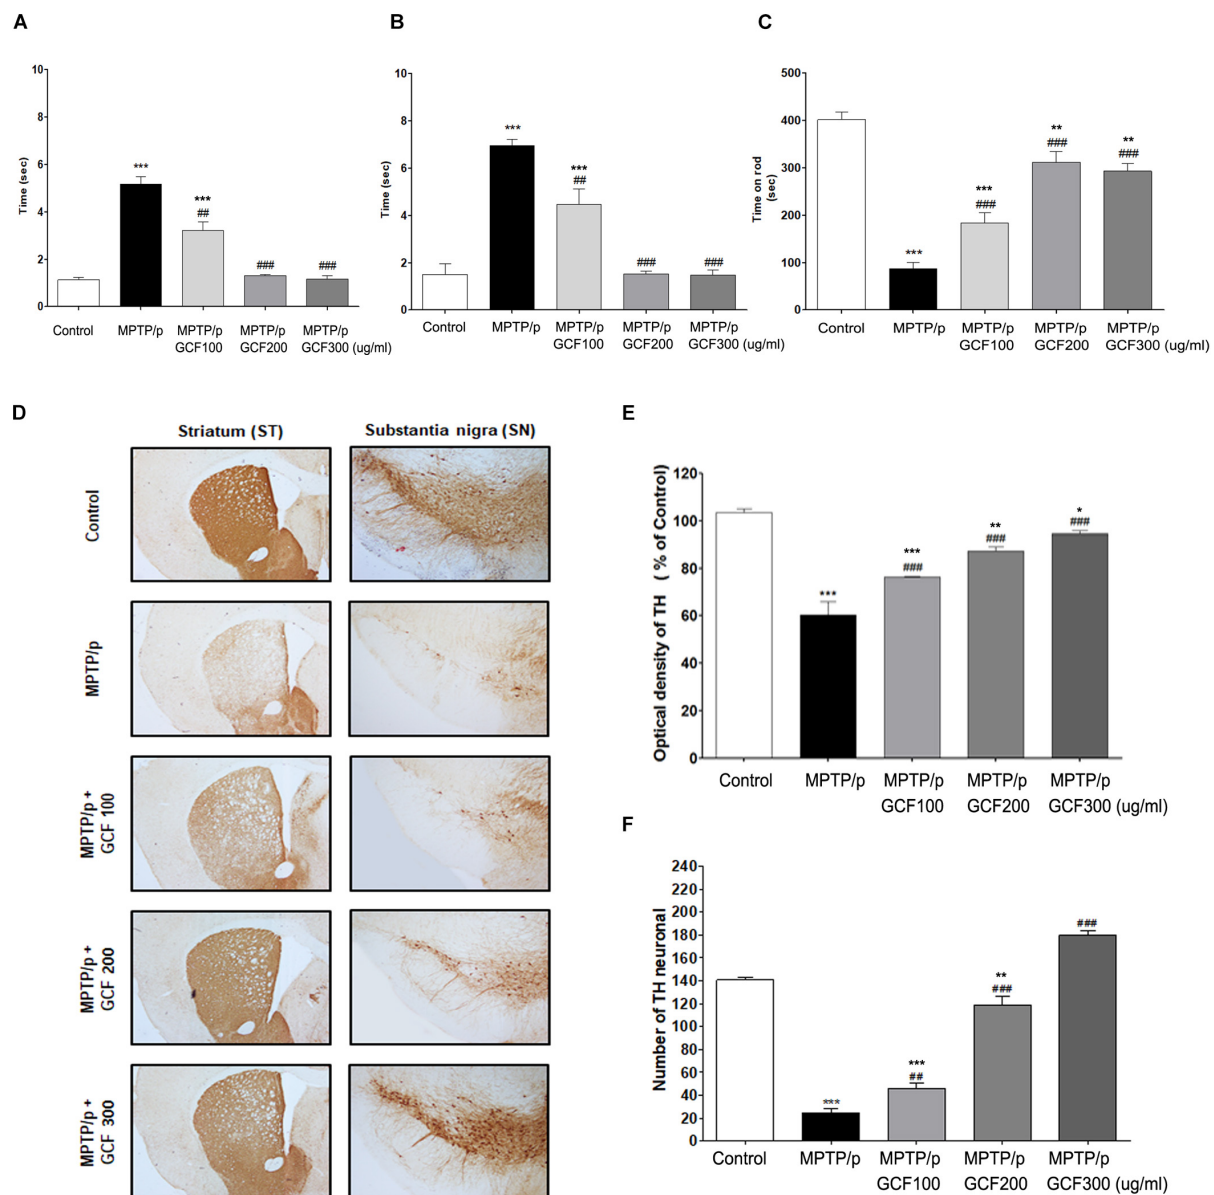 A
B
C
10
8
6
4
2
0
Time (sec)
***
***
##
###
###
Control
MPTP/p
MPTP/p
MPTP/p
MPTP/p
GCF100
GCF200
GCF300 (ug/ml)
10
8
6
4
2
0
Time (sec)
***
***
##
###
###
Control
MPTP/p
MPTP/p
MPTP/p
MPTP/p
GCF100
GCF200
GCF300 (ug/ml)
500
400
300
200
100
0
Time on rod
(sec)
***
***
###
**
###
**
###
Control
MPTP/p
MPTP/p
MPTP/p
MPTP/p
GCF100
GCF200
GCF300 (ug/ml)
D
Striatum (ST)
Substantia nigra (SN)
Control
MPTP/p
MPTP/p +
GCF 100
MPTP/p +
GCF 200
MPTP/p +
GCF 300
E
120
100
80
60
40
20
0
Optical density of TH ( % of Control)
***
***
###
**
###
*
###
Control
MPTP/p
MPTP/p
MPTP/p
MPTP/p
GCF100
GCF200
GCF300 (ug/ml)
F
240
220
200
180
160
140
120
100
80
60
40
20
0
Number of TH neuronal
***
***
##
**
###
###
Control
MPTP/p
MPTP/p
MPTP/p
MPTP/p
GCF100
GCF200
GCF300 (ug/ml)